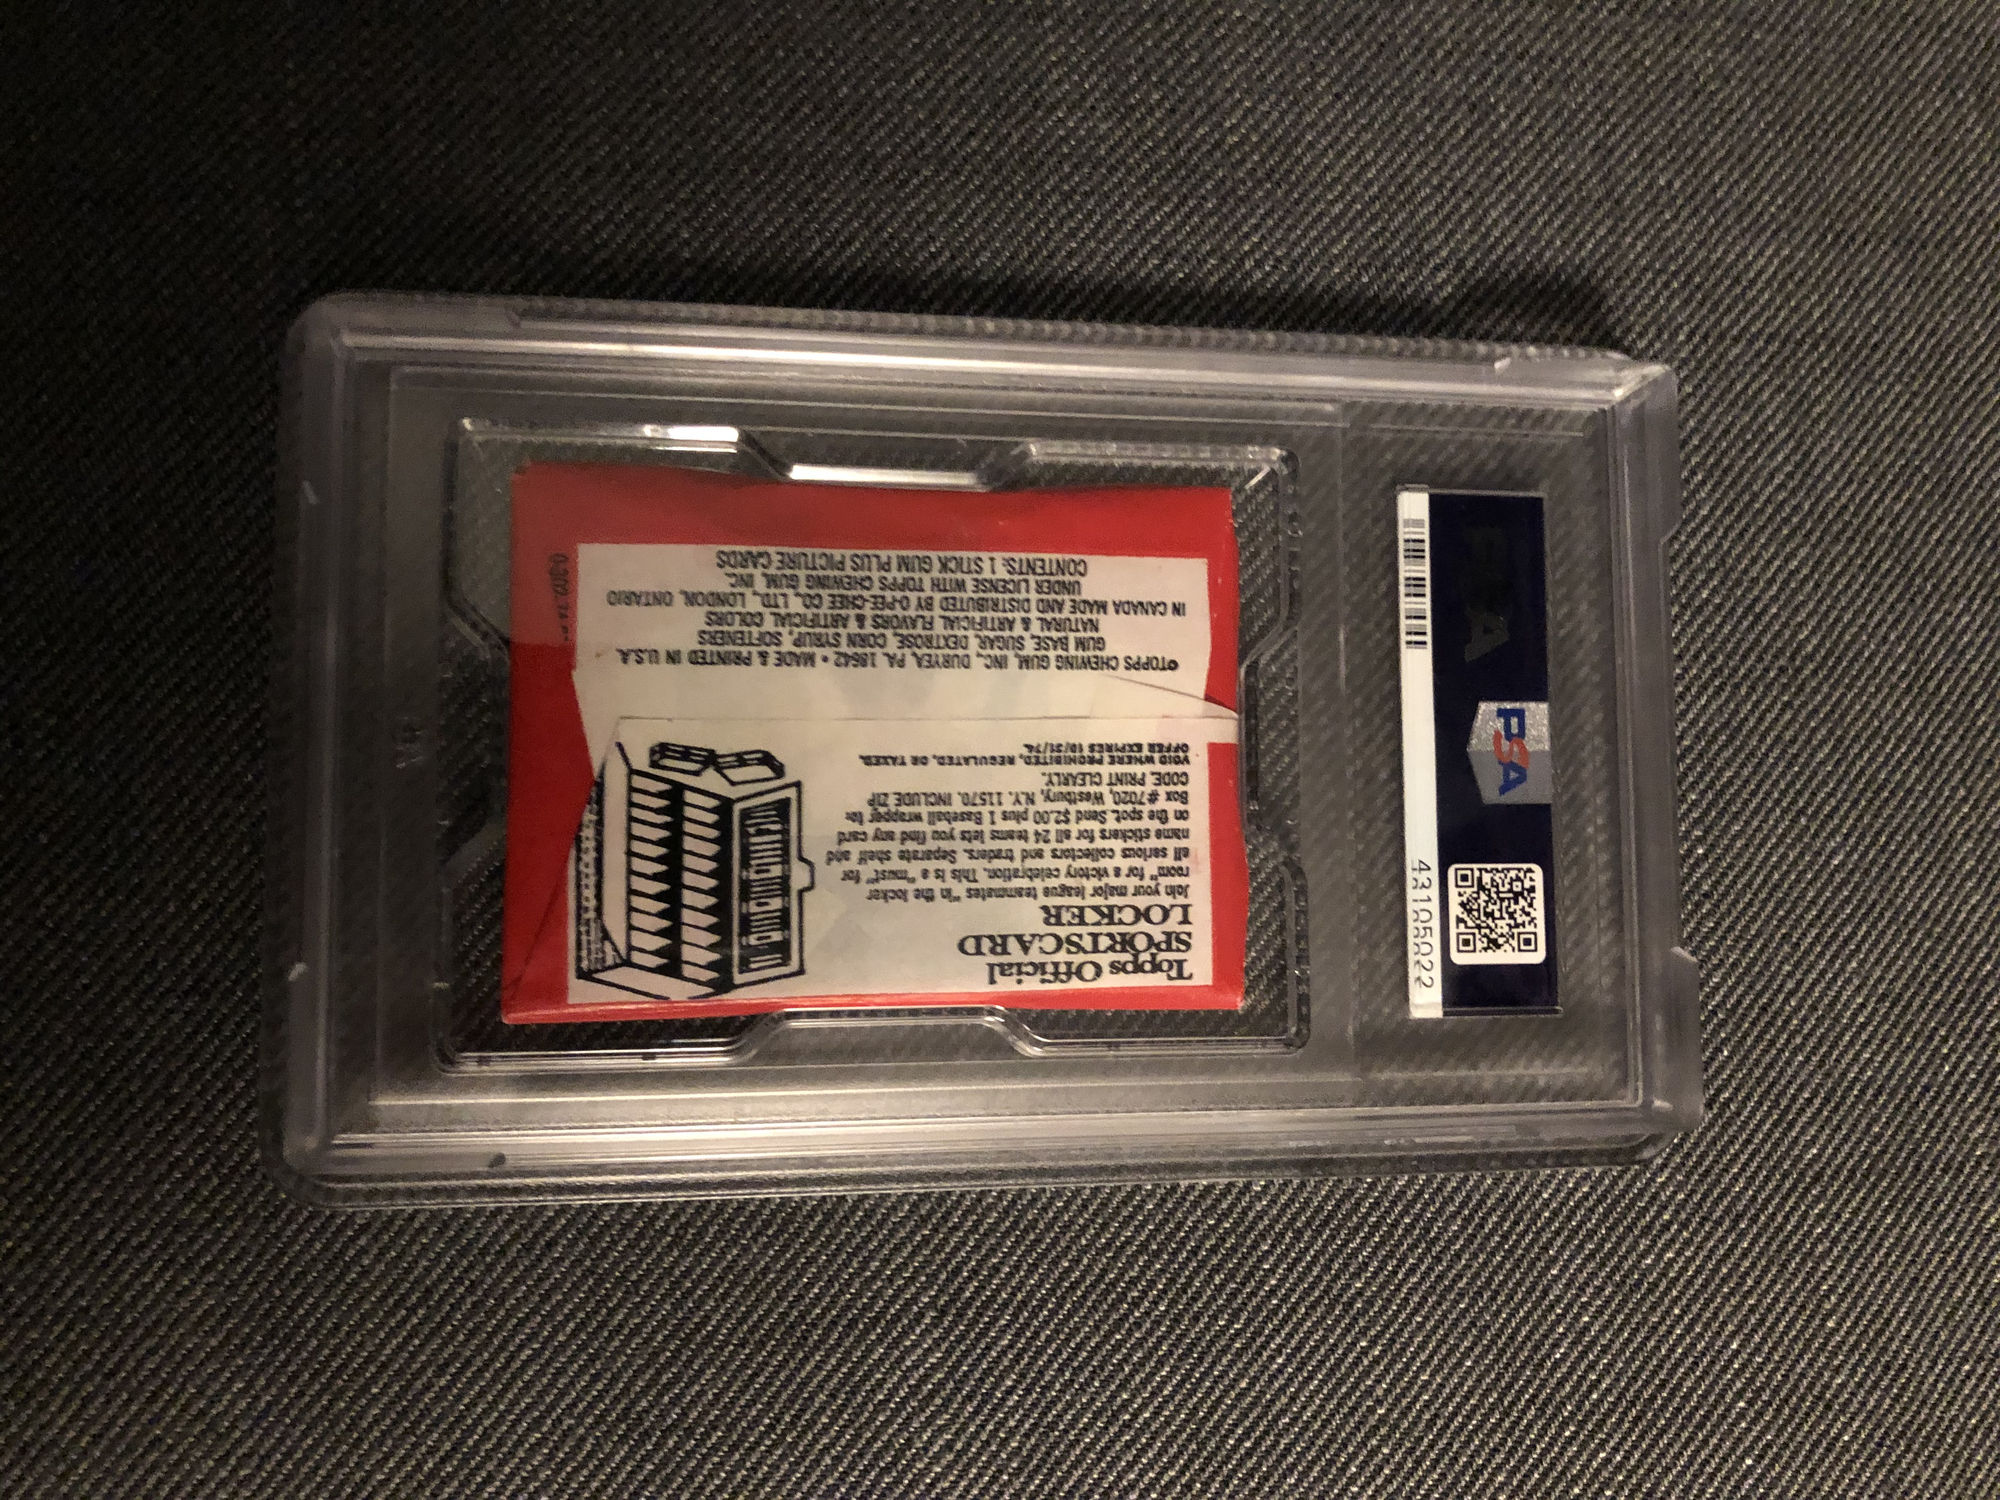 Topps Official
SPORTSCARD
LOCKER
Join your major league teammates "in the locker
room" for a victory celebration. This is a "must" for
all serious collectors and traders. Separate shelf and
name stickers for all 24 teams lets you find any card
on the spot. Send $2.00 plus 1 Baseball wrapper to:
Box #7020, Westbury, N.Y. 11570. INCLUDE ZIP
CODE. PRINT CLEARLY.
VOID WHERE PROHIBITED, REGULATED, OR TAXED.
OFFER EXPIRES 10/31/74.
©TOPPS CHEWING GUM, INC., DURYEA, PA. 18642 • MADE & PRINTED IN U.S.A.
GUM BASE, SUGAR, DEXTROSE, CORN SYRUP, SOFTENERS
NATURAL & ARTIFICIAL FLAVORS & ARTIFICIAL COLORS
IN CANADA MADE AND DISTRIBUTED BY O-PEE-CHEE CO., LTD., LONDON, ONTARIO
UNDER LICENSE WITH TOPPS CHEWING GUM, INC.
CONTENTS: 1 STICK GUM PLUS PICTURE CARDS
PSA
PSA
43105022